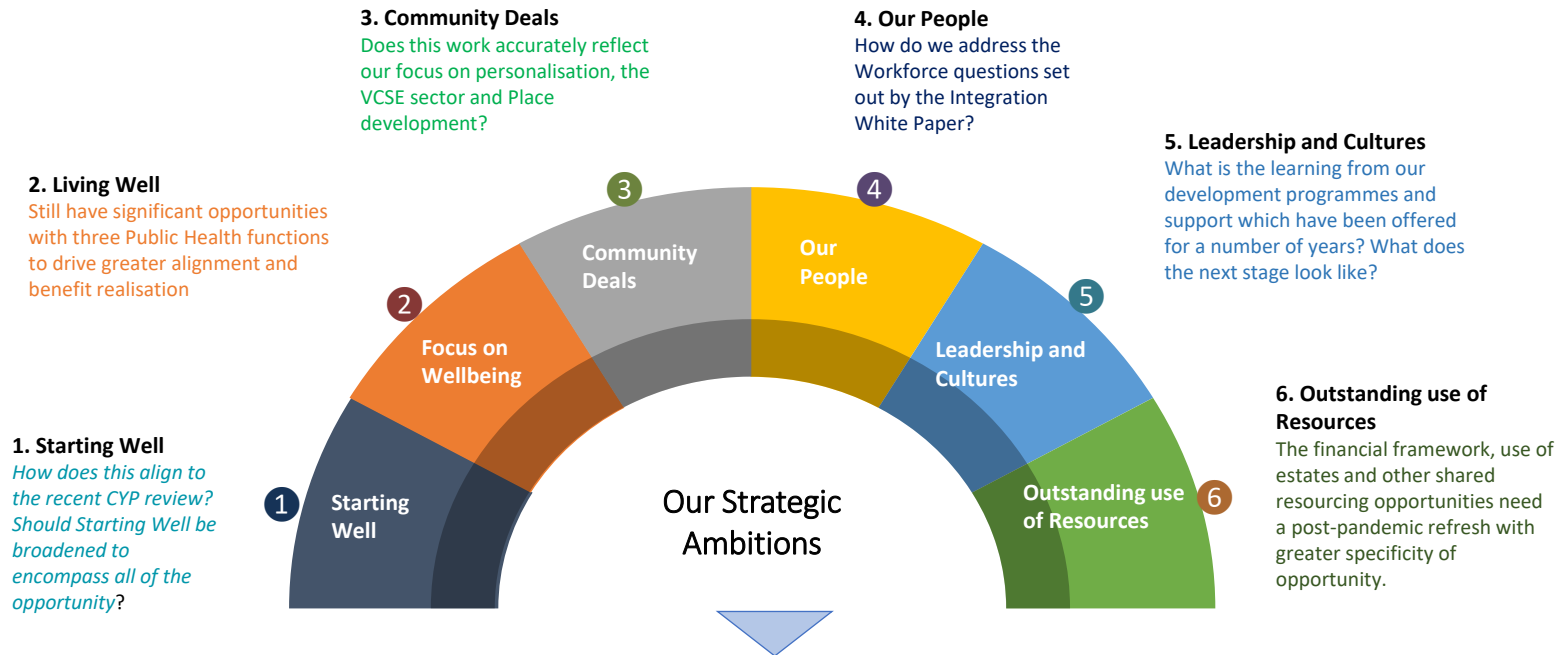 3. Community Deals
Does this work accurately reflect
our focus on personalisation, the
VCSE sector and Place
development?
4. Our People
How do we address the
Workforce questions set
out by the Integration
White Paper?
5. Leadership and Cultures
What is the learning from our
development programmes and
support which have been offered
for a number of years? What does
the next stage look like?
2. Living Well
Still have significant opportunities
with three Public Health functions
to drive greater alignment and
benefit realisation
6. Outstanding use of
Resources
The financial framework, use of
estates and other shared
resourcing opportunities need
a post-pandemic refresh with
greater specificity of
opportunity.
1. Starting Well
How does this align to
the recent CYP review?
Should Starting Well be
broadened to
encompass all of the
opportunity?
1
Starting
Well
2
Focus on
Wellbeing
3
Community
Deals
4
Our
People
5
Leadership and
Cultures
6
Outstanding use
of Resources
Our Strategic
Ambitions